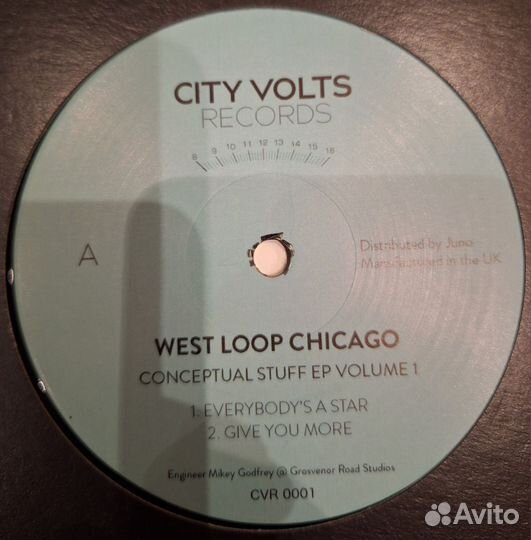 CITY VOLTS
RECORDS
8 9 10 11 12 13 14 15 16
A
Distributed by Juno
Manufactured in the UK
WEST LOOP CHICAGO
CONCEPTUAL STUFF EP VOLUME 1
1. EVERYBODY'S A STAR
2. GIVE YOU MORE
Engineer Mikey Godfrey @ Grosvenor Road Studios
CVR 0001
Avito